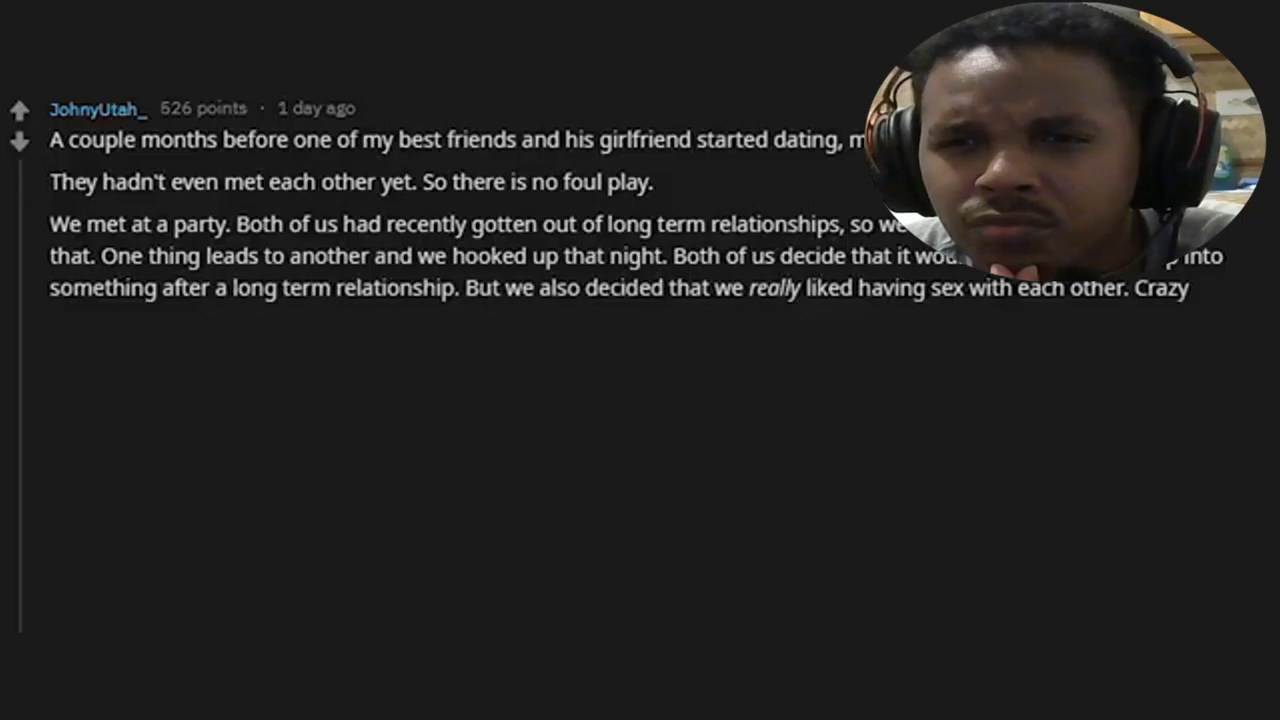 JohnyUtah_ 526 points · 1 day ago
A couple months before one of my best friends and his girlfriend started dating,
They hadn't even met each other yet. So there is no foul play.
We met at a party. Both of us had recently gotten out of long term relationships, so we
that. One thing leads to another and we hooked up that night. Both of us decide that it into
something after a long term relationship. But we also decided that we really liked having sex with each other. Crazy